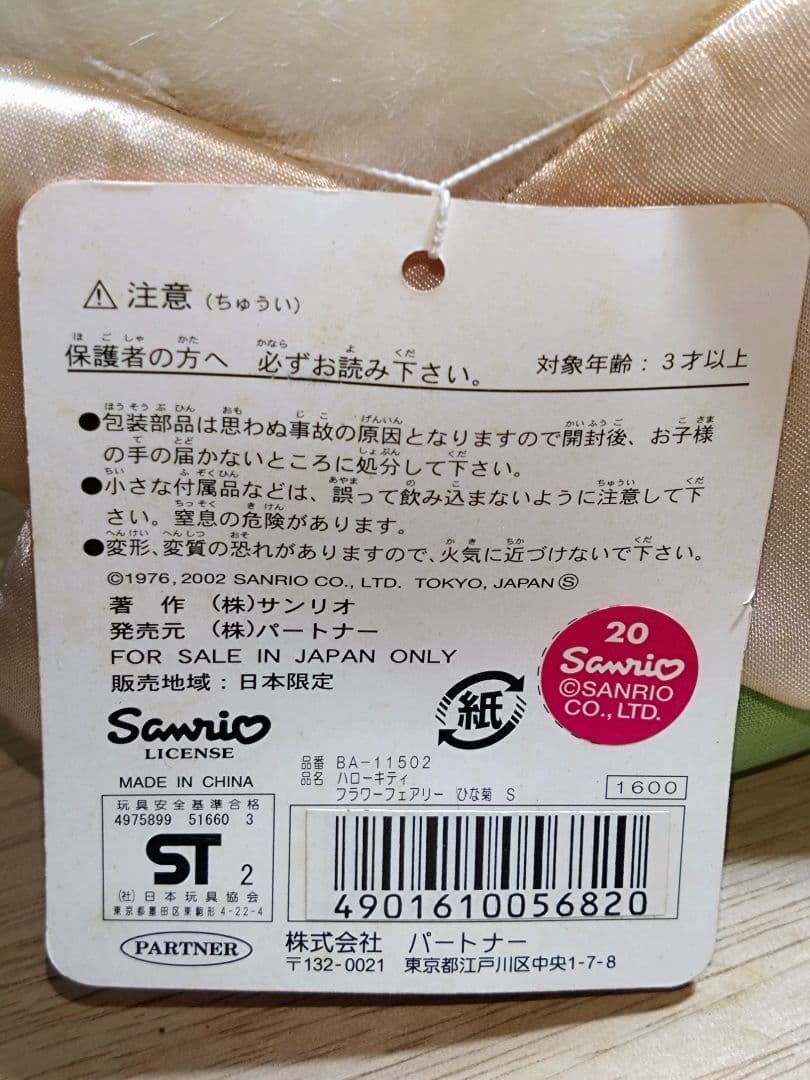 ⚠ 注意（ちゅうい）
保護者の方へ 必ずお読み下さい。 対象年齢：3才以上
●包装部品は思わぬ事故の原因となりますので開封後、お子様
の手の届かないところに処分して下さい。
●小さな付属品などは、誤って飲み込まないように注意して下
さい。窒息の危険があります。
●変形、変質の恐れがありますので、火気に近づけないで下さい。
©1976, 2002 SANRIO CO., LTD. TOKYO, JAPAN Ⓢ
著 作 （株）サンリオ
発売元 （株）パートナー
FOR SALE IN JAPAN ONLY
販売地域：日本限定
20
Sanrio
©SANRIO
CO., LTD.
紙
Sanrio
LICENSE
MADE IN CHINA
品番 BA-11502
品名 ハローキティ
フラワーフェアリー ひな菊 S
1600
玩具安全基準合格
4975899 51660 3
ST 2
(社)日本玩具協会
東京都墨田区東駒形4-22-4
4901610056820
PARTNER
株式会社 パートナー
〒132-0021 東京都江戸川区中央1-7-8